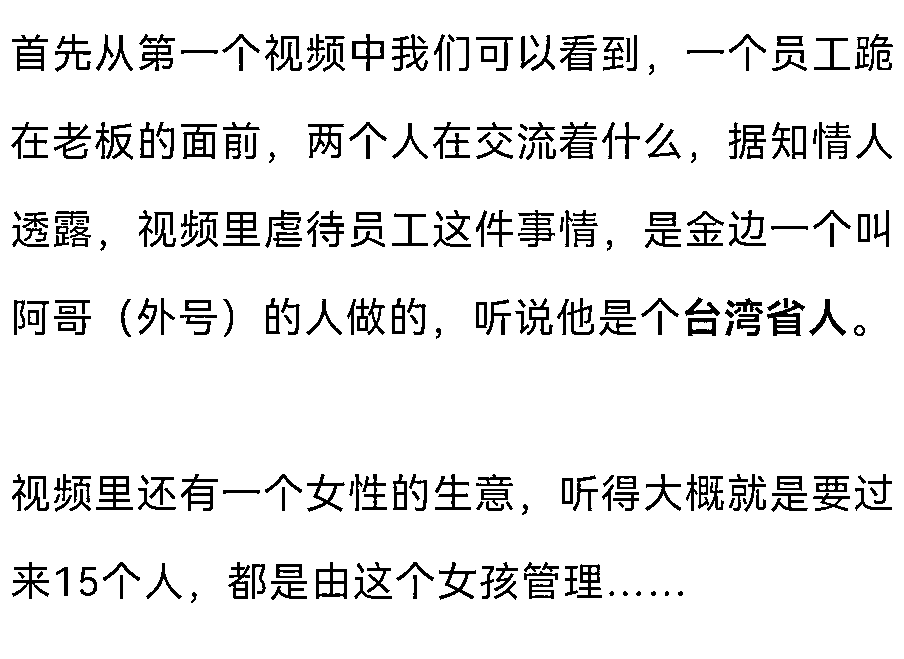 首先从第一个视频中我们可以看到，一个员工跪
在老板的面前，两个人在交流着什么，据知情人
透露，视频里虐待员工这件事情，是金边一个叫
阿哥（外号）的人做的，听说他是个台湾省人。
视频里还有一个女性的生意，听得大概就是要过
来15个人，都是由这个女孩管理……